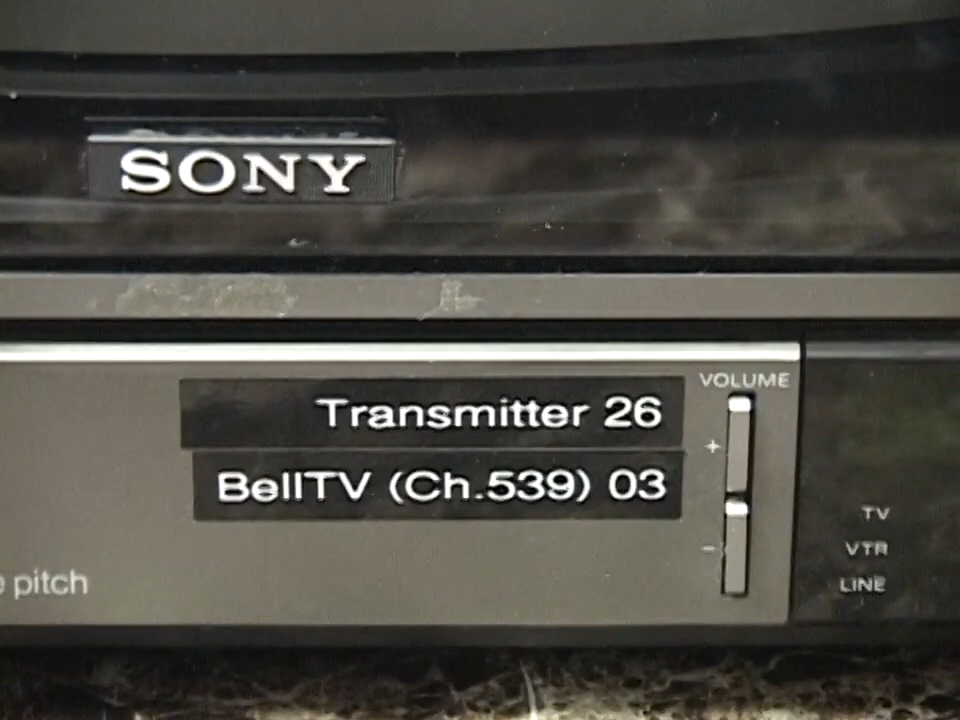 SONY
VOLUME
Transmitter 26
+
BellTV (Ch.539) 03
TV
-
VTR
pitch
LINE